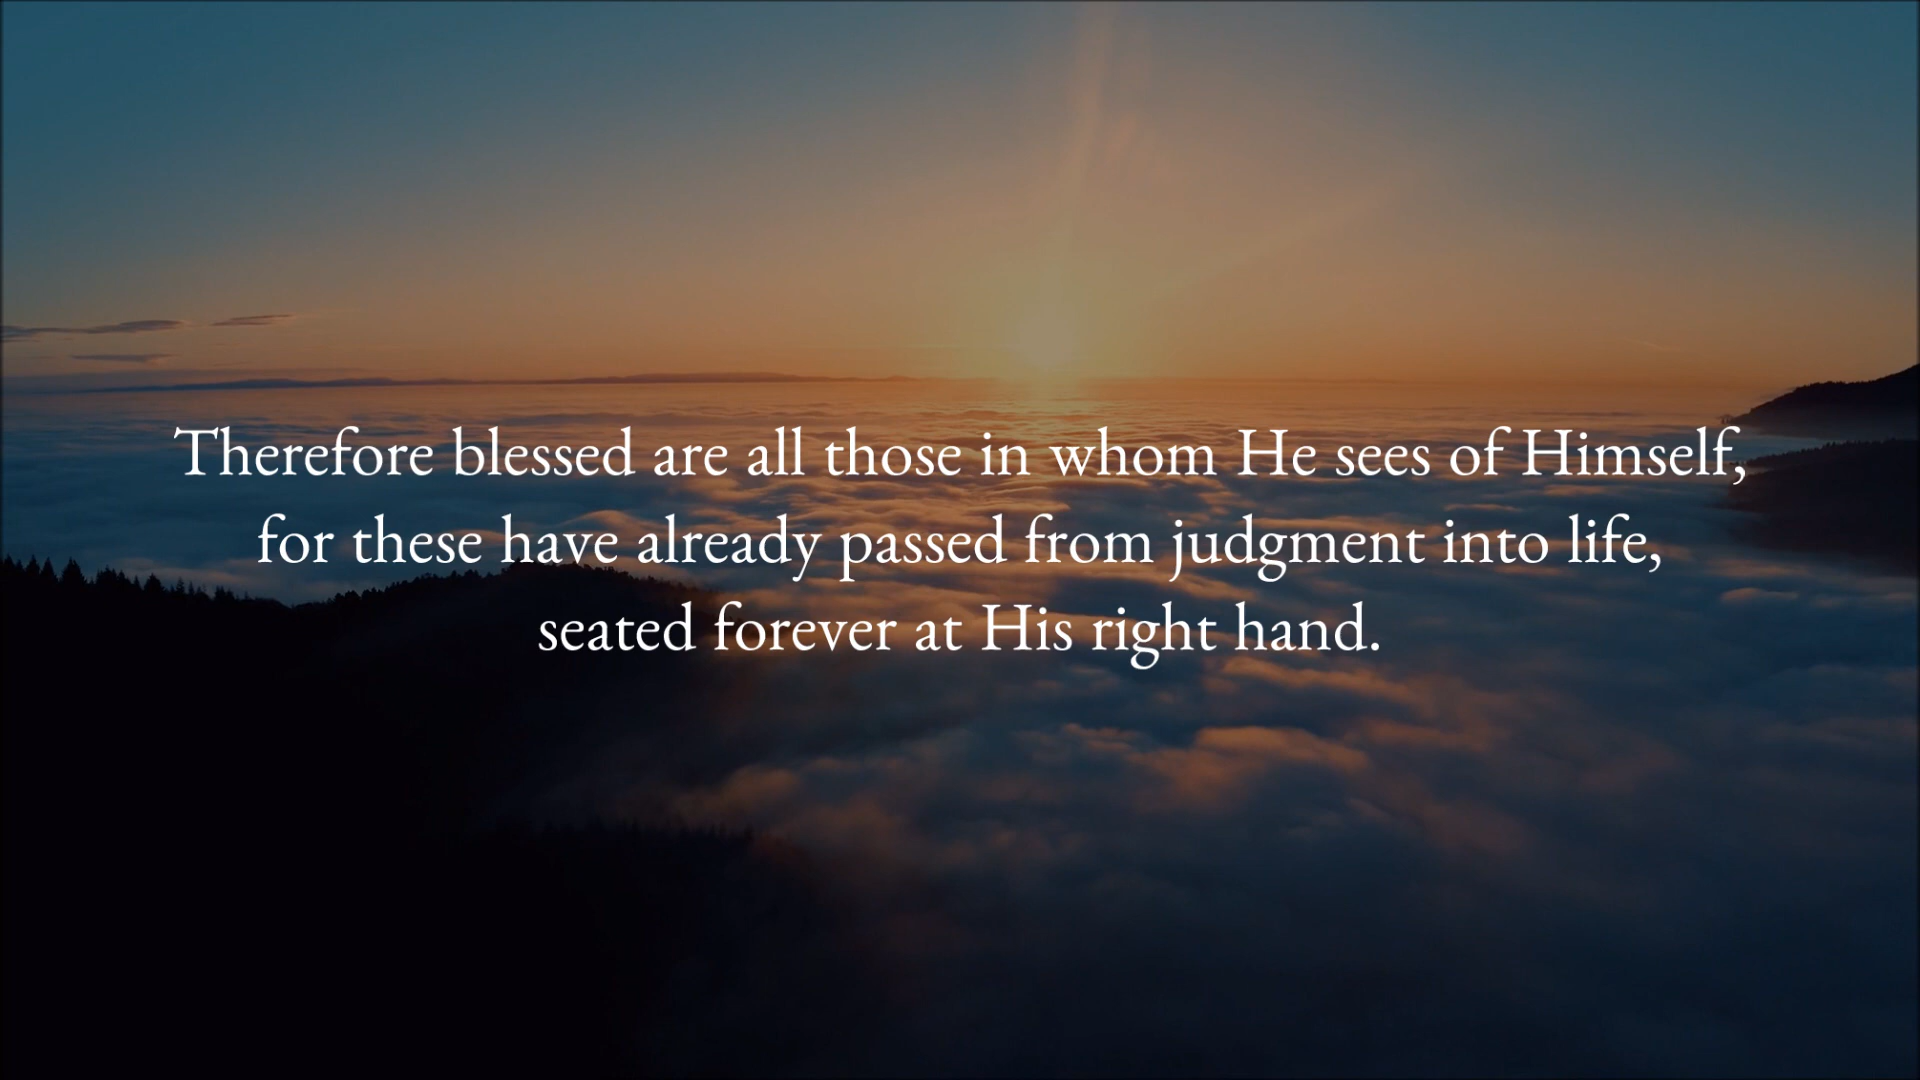 Therefore blessed are all those in whom He sees of Himself,
for these have already passed from judgment into life,
seated forever at His right hand.